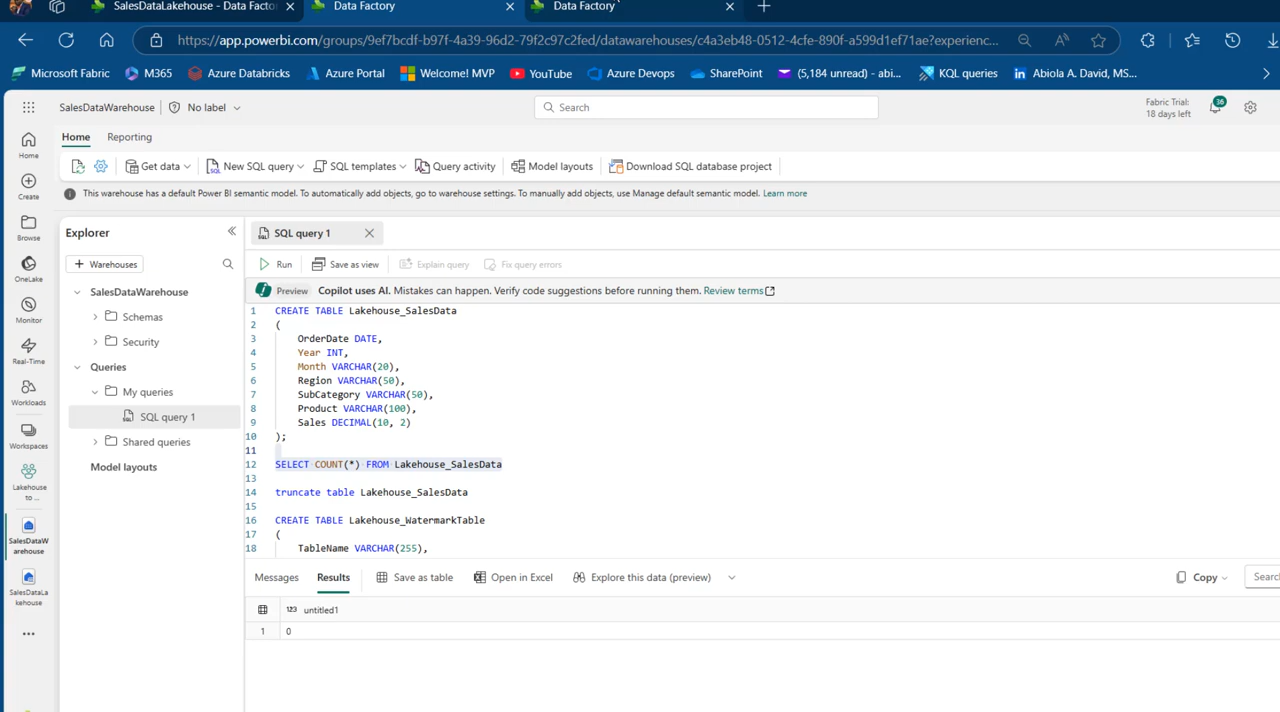 SalesDataLakehouse - Data Factor
Data Factory
Data Factory
https://app.powerbi.com/groups/9ef7bcdf-b97f-4a39-96d2-79f2c97c2fed/datawarehouses/c4a3eb48-0512-4cfe-890f-a599d1ef71ae?experienc...
Microsoft Fabric M365 Azure Databricks Azure Portal Welcome! MVP YouTube Azure Devops SharePoint (5,184 unread) - abi... KQL queries Abiola A. David, MS...
SalesDataWarehouse No label
Search
Fabric Trial:
18 days left
36
Home Reporting
Get data New SQL query SQL templates Query activity Model layouts Download SQL database project
This warehouse has a default Power BI semantic model. To automatically add objects, go to warehouse settings. To manually add objects, use Manage default semantic model. Learn more
Home
Create
Browse
OneLake
Monitor
Real-Time
Workloads
Workspaces
Lakehouse
to ...
SalesDataW
arehouse
SalesDataLa
kehouse
Explorer
+ Warehouses
SalesDataWarehouse
Schemas
Security
Queries
My queries
SQL query 1
Shared queries
Model layouts
SQL query 1
Run Save as view Explain query Fix query errors
Preview Copilot uses AI. Mistakes can happen. Verify code suggestions before running them. Review terms
1 CREATE TABLE Lakehouse_SalesData
2 (
3 OrderDate DATE,
4 Year INT,
5 Month VARCHAR(20),
6 Region VARCHAR(50),
7 SubCategory VARCHAR(50),
8 Product VARCHAR(100),
9 Sales DECIMAL(10, 2)
10 );
11
12 SELECT COUNT(*) FROM Lakehouse_SalesData
13
14 truncate table Lakehouse_SalesData
15
16 CREATE TABLE Lakehouse_WatermarkTable
17 (
18 TableName VARCHAR(255),
Messages Results Save as table Open in Excel Explore this data (preview) Copy Searc
123 untitled1
1 0